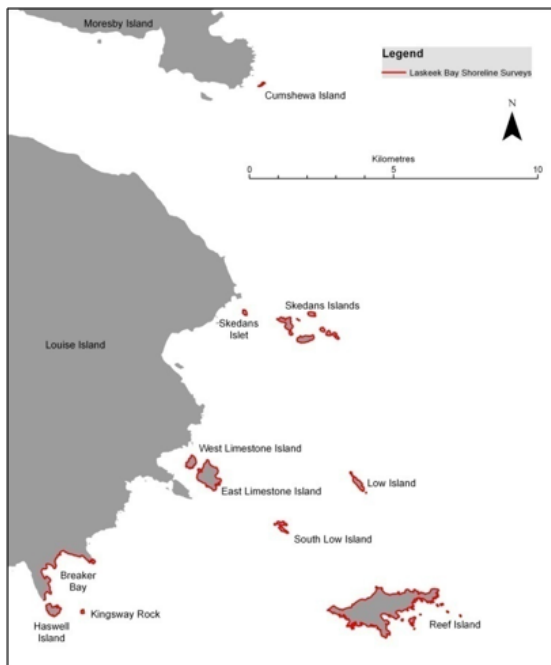 Moresby Island
Legend
Laskeek Bay Shoreline Surveys
Cumshewa Island
N
Kilometres
0 5 10
Skedans Islands
Skedans
Islet
Louise Island
West Limestone Island
East Limestone Island
Low Island
South Low Island
Breaker
Bay
Kingsway Rock
Haswell
Island
Reef Island